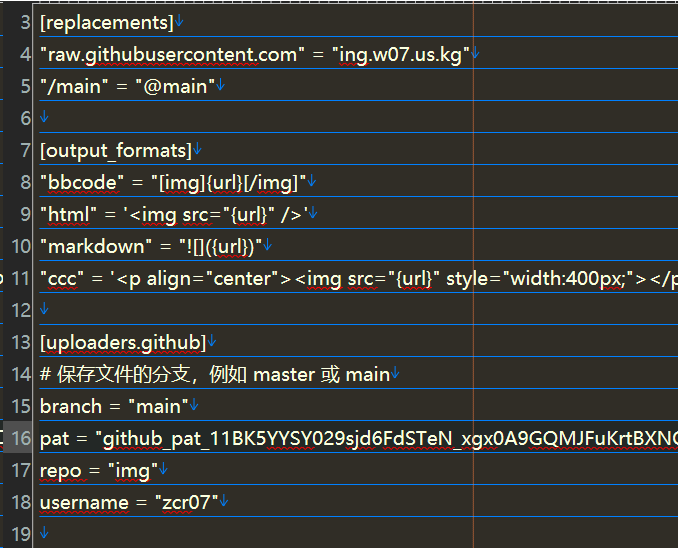 3 [replacements]
4 "raw.githubusercontent.com" = "ing.w07.us.kg"
5 "/main" = "@main"
6
7 [output_formats]
8 "bbcode" = "[img]{url}[/img]"
9 "html" = '<img src="{url}" />'
10 "markdown" = "![]({url})"
11 "ccc" = '<p align="center"><img src="{url}" style="width:400px;"></p
12
13 [uploaders.github]
14 # 保存文件的分支，例如 master 或 main
15 branch = "main"
16 pat = "github_pat_11BK5YYSY029sjd6FdSTeN_xgx0A9GQMJFuKrtBXN
17 repo = "img"
18 username = "zcr07"
19